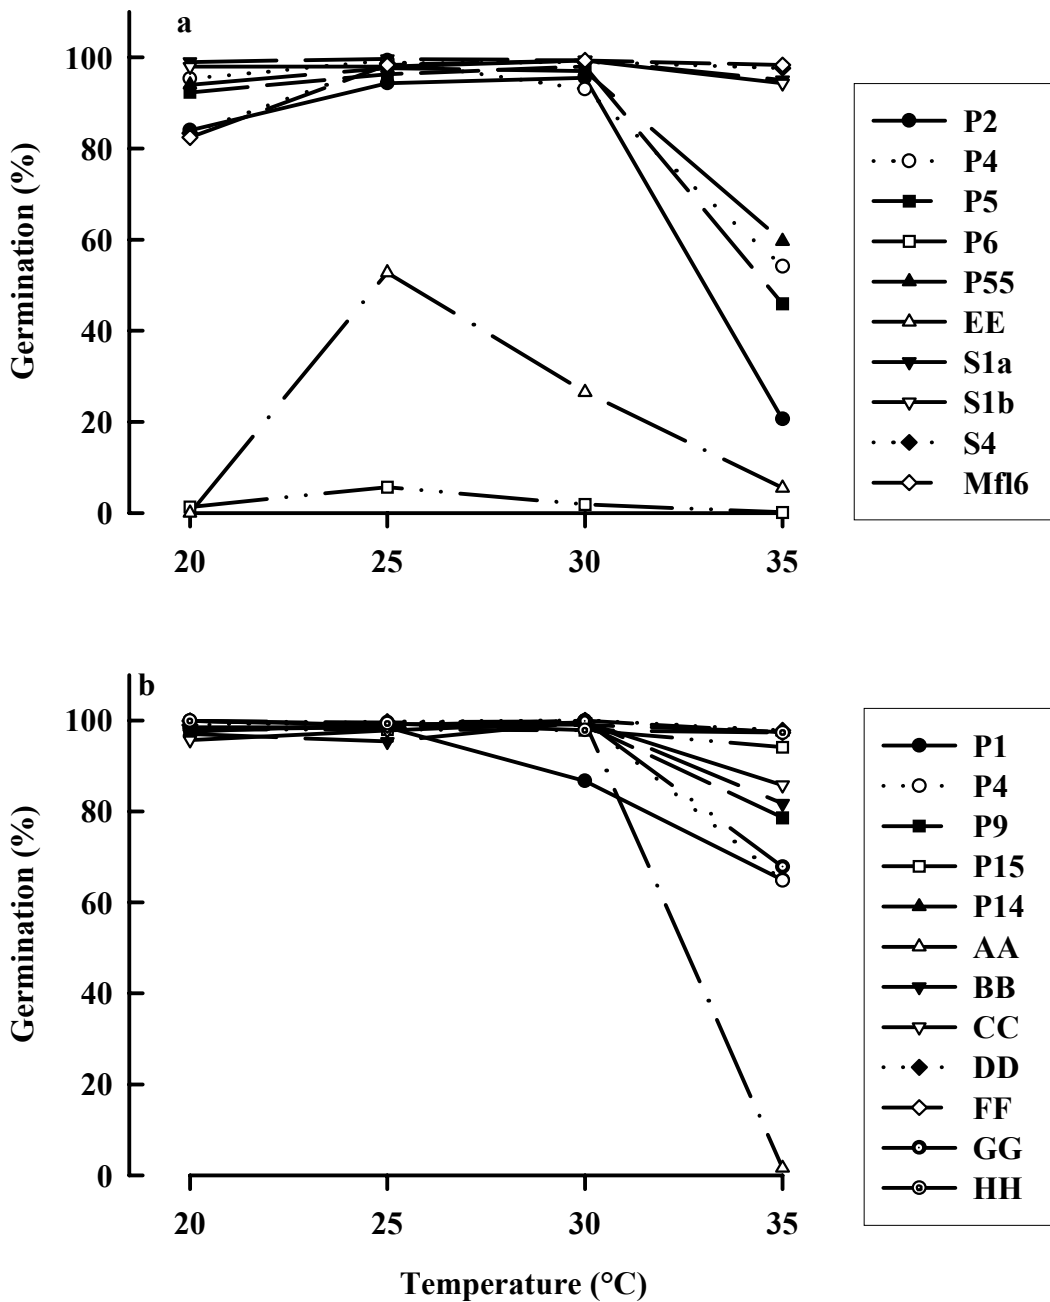 a
100
80
60
40
20
0
Germination (%)
20 25 30 35
P2
P4
P5
P6
P55
EE
S1a
S1b
S4
Mfl6
b
100
80
60
40
20
0
Germination (%)
20 25 30 35
Temperature (°C)
P1
P4
P9
P15
P14
AA
BB
CC
DD
FF
GG
HH